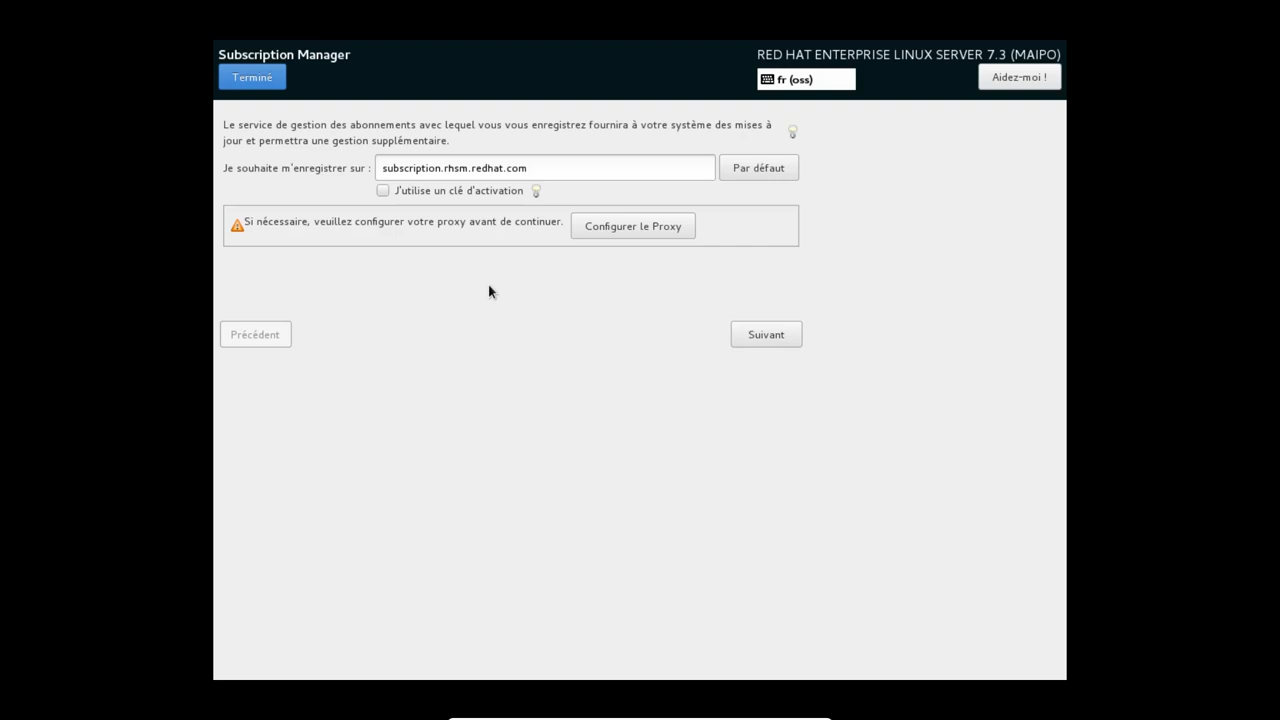 Subscription Manager
RED HAT ENTERPRISE LINUX SERVER 7.3 (MAIPO)
Terminé
fr (oss)
Aidez-moi !
Le service de gestion des abonnements avec lequel vous vous enregistrez fournira à votre système des mises à
jour et permettra une gestion supplémentaire.
Je souhaite m'enregistrer sur :
subscription.rhsm.redhat.com
Par défaut
J'utilise un clé d'activation
Si nécessaire, veuillez configurer votre proxy avant de continuer.
Configurer le Proxy
Précédent
Suivant